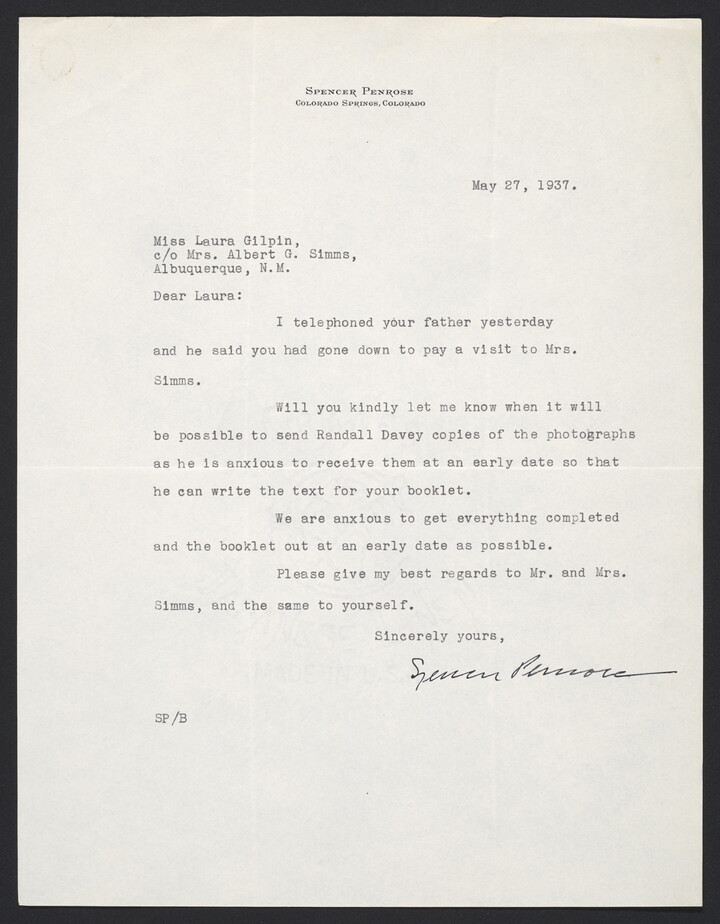 Spencer Penrose
Colorado Springs, Colorado
May 27, 1937.
Miss Laura Gilpin,
c/o Mrs. Albert G. Simms,
Albuquerque, N.M.
Dear Laura:
I telephoned your father yesterday
and he said you had gone down to pay a visit to Mrs.
Simms.
Will you kindly let me know when it will
be possible to send Randall Davey copies of the photographs
as he is anxious to receive them at an early date so that
he can write the text for your booklet.
We are anxious to get everything completed
and the booklet out at an early date as possible.
Please give my best regards to Mr. and Mrs.
Simms, and the same to yourself.
Sincerely yours,
Spencer Penrose
SP/B